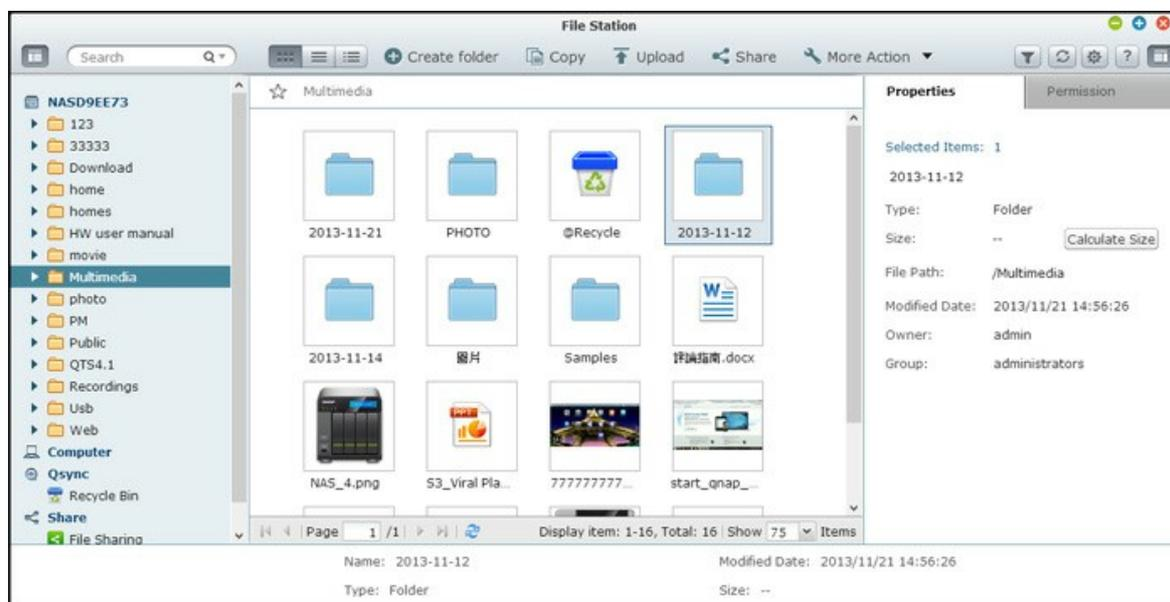 File Station
Search
Create folder
Copy
Upload
Share
More Action
?
NASD9EE73
123
33333
Download
home
homes
HW user manual
movie
Multimedia
photo
PM
Public
QTS4.1
Recordings
Usb
Web
Computer
Qsync
Recycle Bin
Share
File Sharing
Multimedia
2013-11-21
PHOTO
@Recycle
2013-11-12
2013-11-14
圖片
Samples
評論指南.docx
NAS_4.png
S3_Viral Pla...
777777777...
start_qnap_...
Page 1 /1
Display item: 1-16, Total: 16 Show 75 Items
Properties
Permission
Selected Items: 1
2013-11-12
Type: Folder
Size: -- Calculate Size
File Path: /Multimedia
Modified Date: 2013/11/21 14:56:26
Owner: admin
Group: administrators
Name: 2013-11-12
Modified Date: 2013/11/21 14:56:26
Type: Folder
Size: --